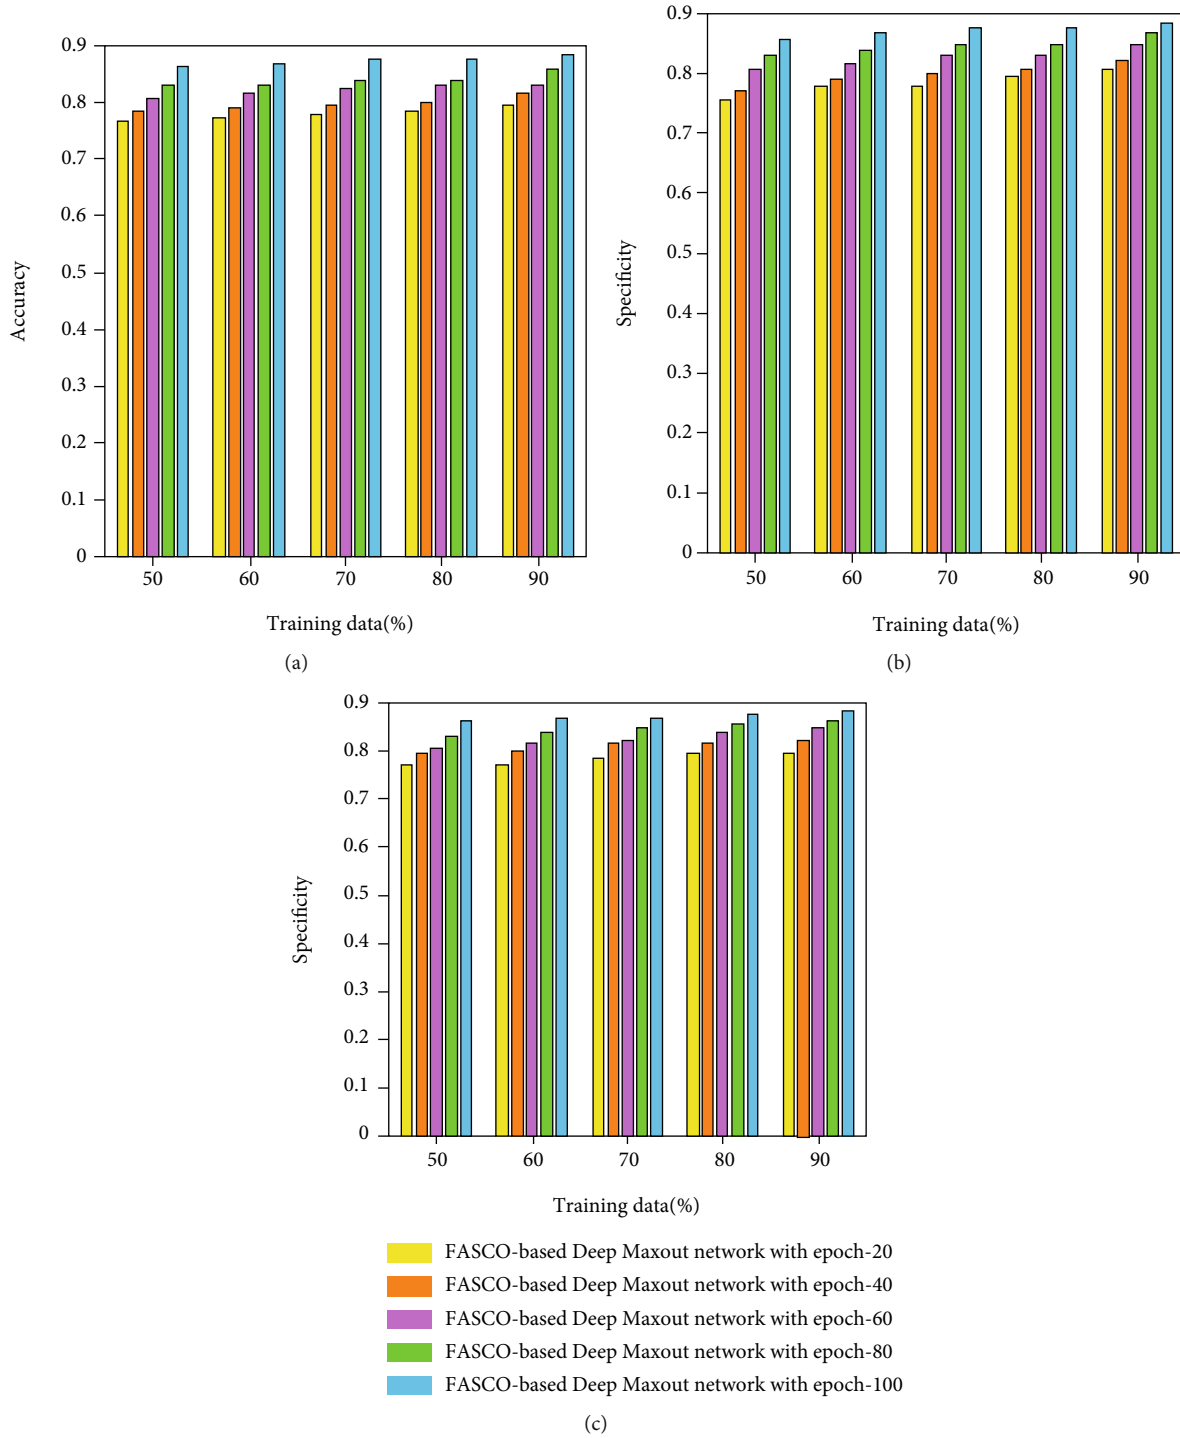 0.9
0.8
0.7
0.6
0.5
0.4
0.3
0.2
0.1
0
Accuracy
50 60 70 80 90
Training data(%)
(a)
0.9
0.8
0.7
0.6
0.5
0.4
0.3
0.2
0.1
0
Specificity
50 60 70 80 90
Training data(%)
(b)
0.9
0.8
0.7
0.6
0.5
0.4
0.3
0.2
0.1
0
Specificity
50 60 70 80 90
Training data(%)
FASCO-based Deep Maxout network with epoch-20
FASCO-based Deep Maxout network with epoch-40
FASCO-based Deep Maxout network with epoch-60
FASCO-based Deep Maxout network with epoch-80
FASCO-based Deep Maxout network with epoch-100
(c)